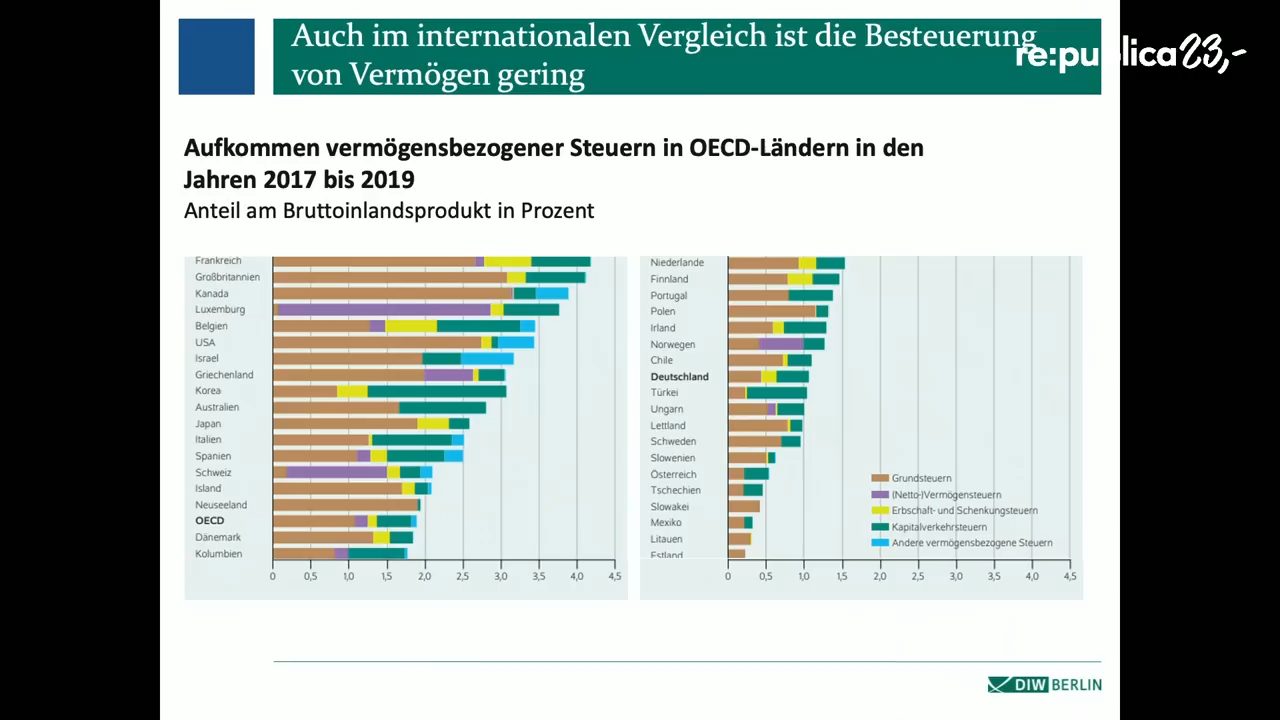 Auch im internationalen Vergleich ist die Besteuerung
von Vermögen gering
re:publica 23,-
Aufkommen vermögensbezogener Steuern in OECD-Ländern in den
Jahren 2017 bis 2019
Anteil am Bruttoinlandsprodukt in Prozent
Frankreich
Großbritannien
Kanada
Luxemburg
Belgien
USA
Israel
Griechenland
Korea
Australien
Japan
Italien
Spanien
Schweiz
Island
Neuseeland
OECD
Dänemark
Kolumbien
0 0,5 1,0 1,5 2,0 2,5 3,0 3,5 4,0 4,5
Niederlande
Finnland
Portugal
Polen
Irland
Norwegen
Chile
Deutschland
Türkei
Ungarn
Lettland
Schweden
Slowenien
Österreich
Tschechien
Slowakei
Mexiko
Litauen
Estland
Grundsteuern
(Netto-)Vermögensteuern
Erbschaft- und Schenkungsteuern
Kapitalverkehrsteuern
Andere vermögensbezogene Steuern
0 0,5 1,0 1,5 2,0 2,5 3,0 3,5 4,0 4,5
DIW BERLIN